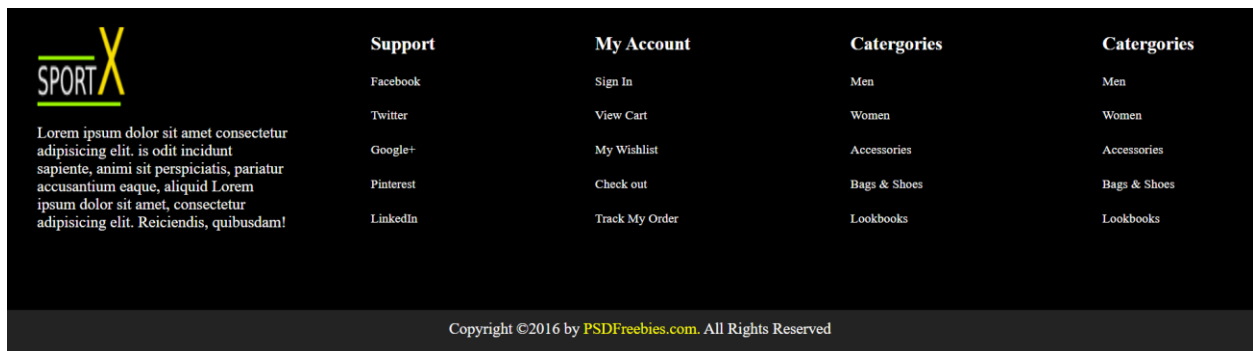 SPORT X
Lorem ipsum dolor sit amet consectetur
adipisicing elit. is odit incidunt
sapiente, animi sit perspiciatis, pariatur
accusantium eaque, aliquid Lorem
ipsum dolor sit amet, consectetur
adipisicing elit. Reiciendis, quibusdam!
Support
Facebook
Twitter
Google+
Pinterest
LinkedIn
My Account
Sign In
View Cart
My Wishlist
Check out
Track My Order
Catergories
Men
Women
Accessories
Bags & Shoes
Lookbooks
Catergories
Men
Women
Accessories
Bags & Shoes
Lookbooks
Copyright ©2016 by PSDFreebies.com. All Rights Reserved